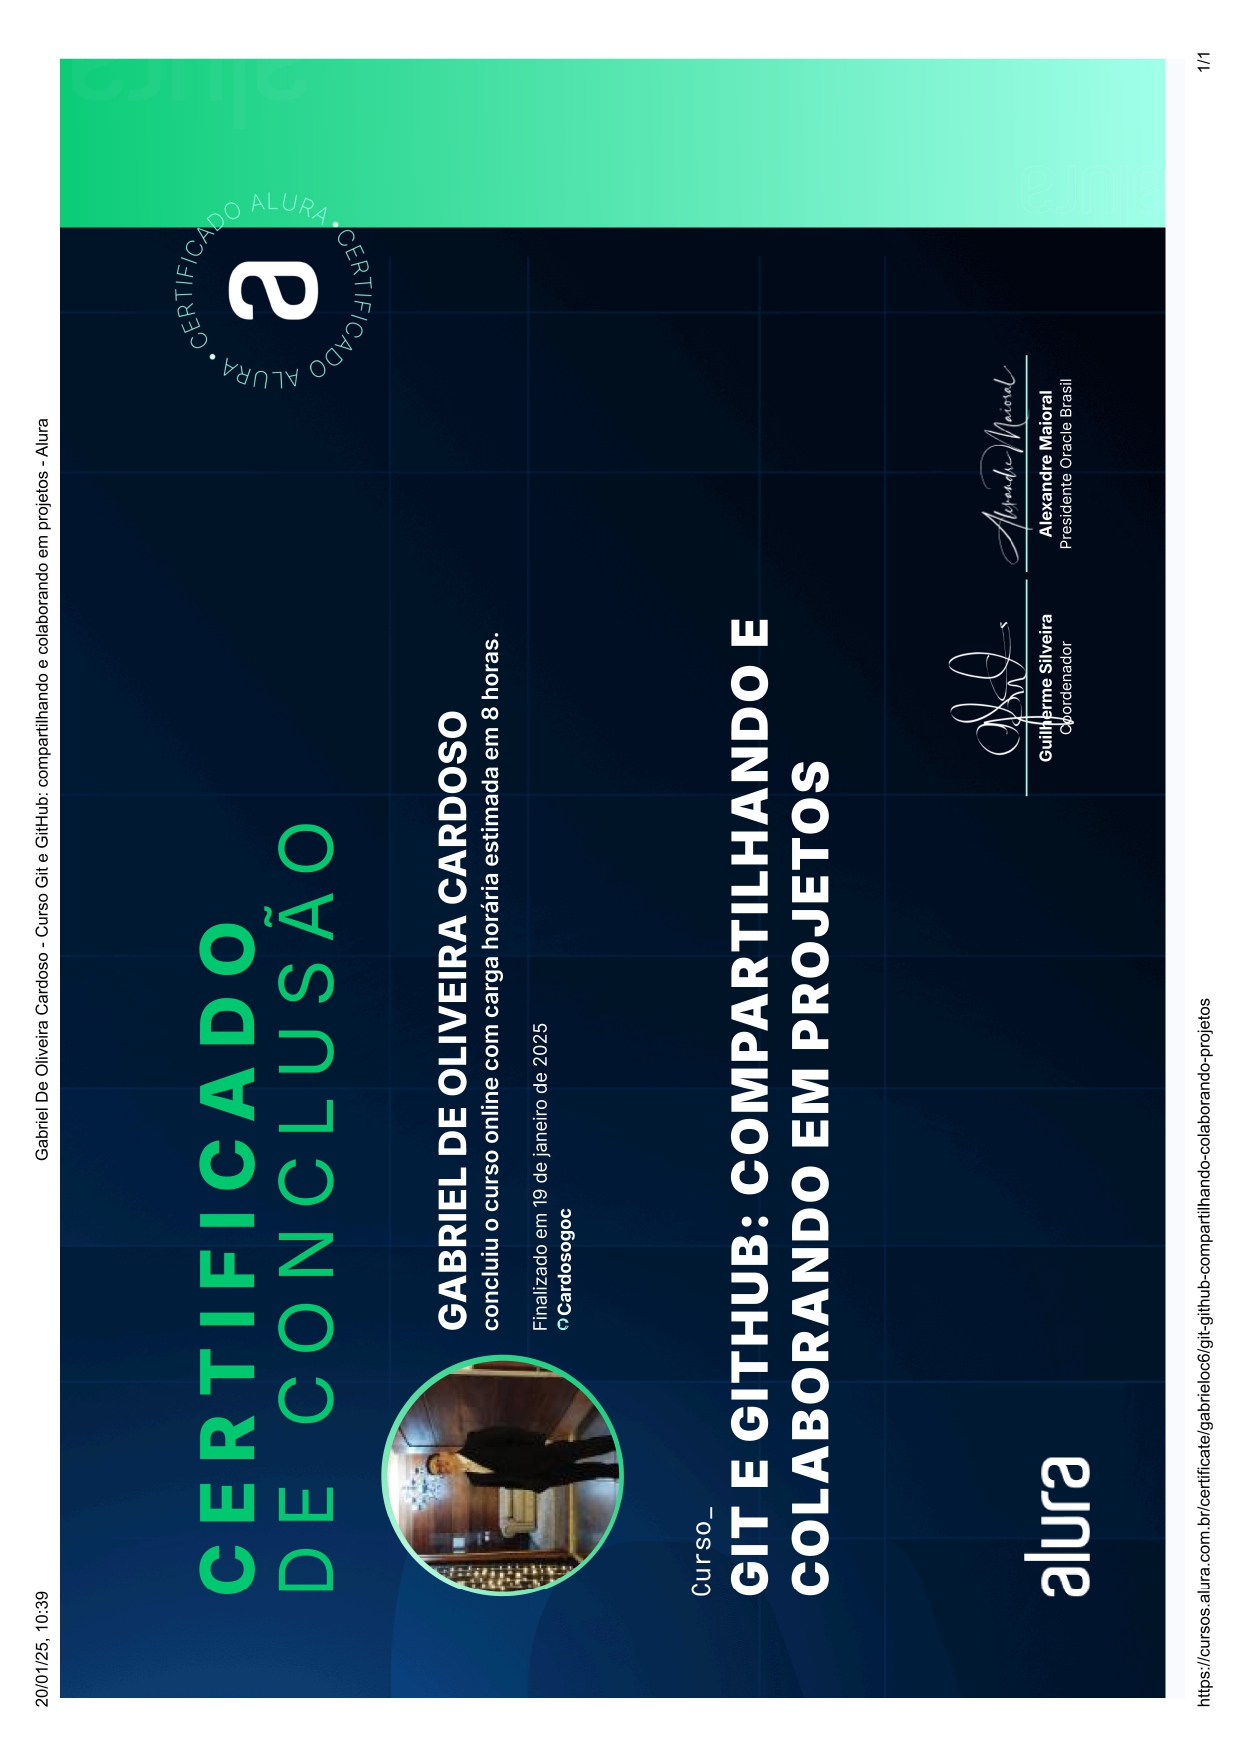 20/01/25, 10:39
Gabriel De Oliveira Cardoso - Curso Git e GitHub: compartilhando e colaborando em projetos - Alura
CERTIFICADO
DE CONCLUSÃO
• CERTIFICADO ALURA • CERTIFICADO ALURA
a
GABRIEL DE OLIVEIRA CARDOSO
concluiu o curso online com carga horária estimada em 8 horas.
Finalizado em 19 de janeiro de 2025
Cardosogoc
Curso_
GIT E GITHUB: COMPARTILHANDO E
COLABORANDO EM PROJETOS
alura
Alexandre Maioral
Guilherme Silveira
Coordenador
Alexandre Maioral
Presidente Oracle Brasil
https://cursos.alura.com.br/certificate/gabrieloc6/git-github-compartilhando-colaborando-projetos
1/1